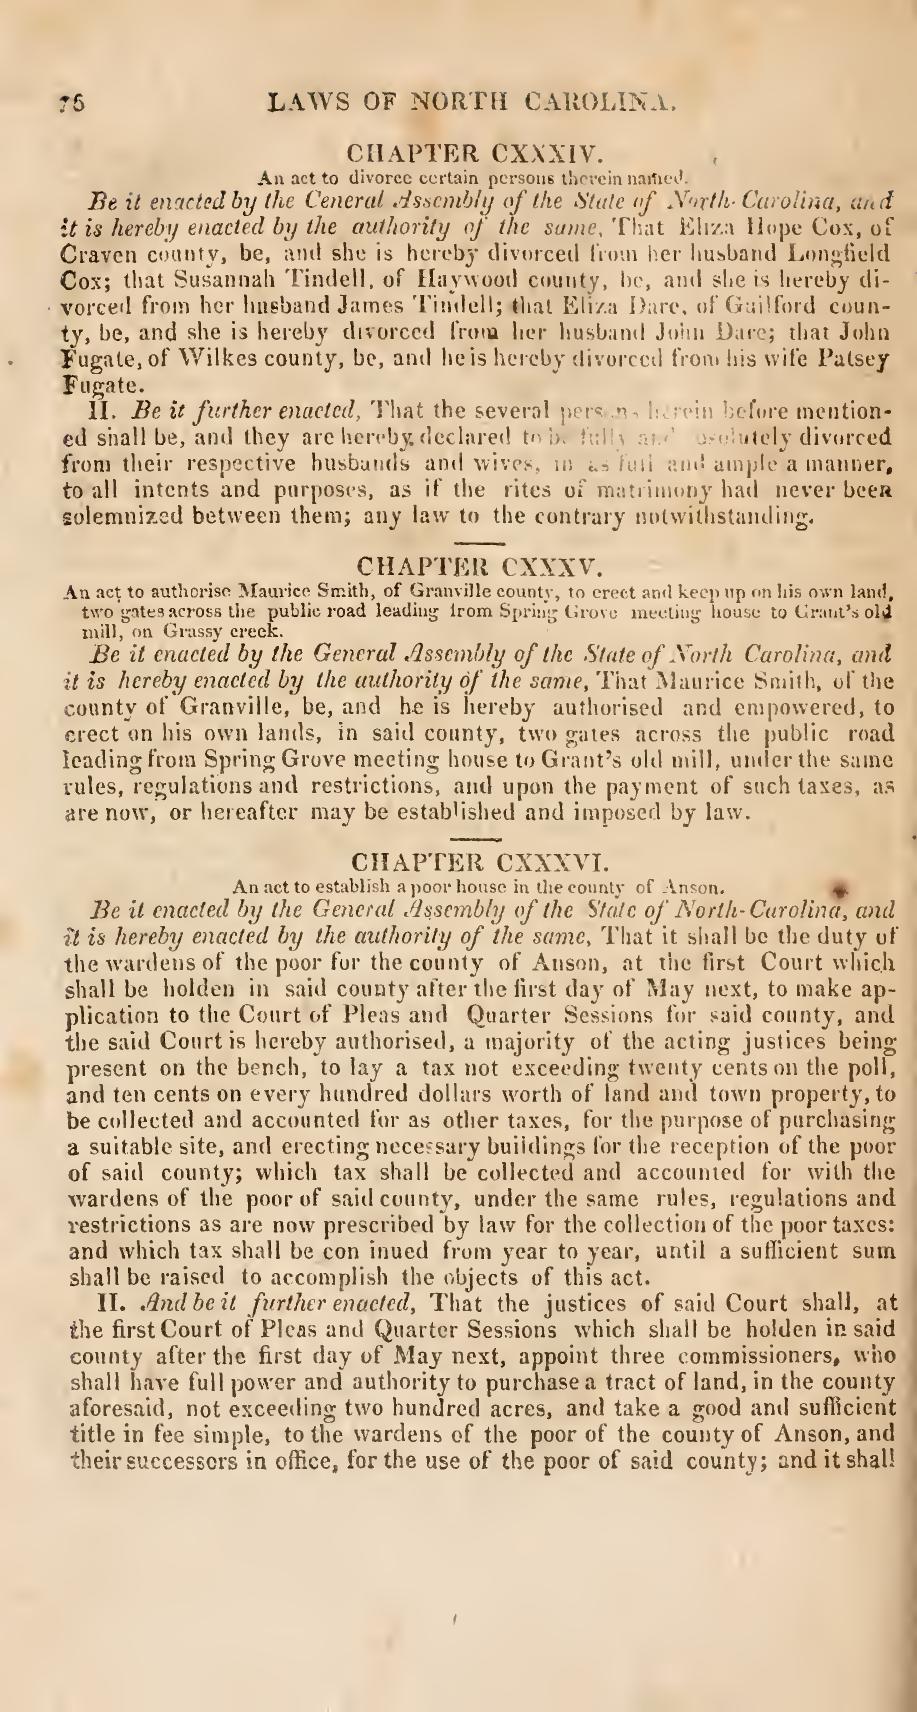 76 LAWS OF NORTH CAROLINA.
CHAPTER CXXXIV.
An act to divorce certain persons therein named.
Be it enacted by the General Assembly of the State of North-Carolina, and
it is hereby enacted by the authority of the same, That Eliza Hope Cox, of
Craven county, be, and she is hereby divorced from her husband Longfield
Cox; that Susannah Tindell, of Haywood county, be, and she is hereby di-
vorced from her husband James Tindell; that Eliza Dare, of Guilford coun-
ty, be, and she is hereby divorced from her husband John Dare; that John
Fugate, of Wilkes county, be, and he is hereby divorced from his wife Patsey
Fugate.
II. Be it further enacted, That the several persons herein before mention-
ed shall be, and they are hereby declared to be fully and absolutely divorced
from their respective husbands and wives, in as full and ample a manner,
to all intents and purposes, as if the rites of matrimony had never been
solemnized between them; any law to the contrary notwithstanding.
CHAPTER CXXXV.
An act to authorise Maurice Smith, of Granville county, to erect and keep up on his own land,
two gates across the public road leading from Spring Grove meeting house to Grant's old
mill, on Grassy creek.
Be it enacted by the General Assembly of the State of North Carolina, and
it is hereby enacted by the authority of the same, That Maurice Smith, of the
county of Granville, be, and he is hereby authorised and empowered, to
erect on his own lands, in said county, two gates across the public road
leading from Spring Grove meeting house to Grant's old mill, under the same
rules, regulations and restrictions, and upon the payment of such taxes, as
are now, or hereafter may be established and imposed by law.
CHAPTER CXXXVI.
An act to establish a poor house in the county of Anson.
Be it enacted by the General Assembly of the State of North-Carolina, and
it is hereby enacted by the authority of the same, That it shall be the duty of
the wardens of the poor for the county of Anson, at the first Court which
shall be holden in said county after the first day of May next, to make ap-
plication to the Court of Pleas and Quarter Sessions for said county, and
the said Court is hereby authorised, a majority of the acting justices being
present on the bench, to lay a tax not exceeding twenty cents on the poll,
and ten cents on every hundred dollars worth of land and town property, to
be collected and accounted for as other taxes, for the purpose of purchasing
a suitable site, and erecting necessary buildings for the reception of the poor
of said county; which tax shall be collected and accounted for with the
wardens of the poor of said county, under the same rules, regulations and
restrictions as are now prescribed by law for the collection of the poor taxes:
and which tax shall be con inued from year to year, until a sufficient sum
shall be raised to accomplish the objects of this act.
II. And be it further enacted, That the justices of said Court shall, at
the first Court of Pleas and Quarter Sessions which shall be holden in said
county after the first day of May next, appoint three commissioners, who
shall have full power and authority to purchase a tract of land, in the county
aforesaid, not exceeding two hundred acres, and take a good and sufficient
title in fee simple, to the wardens of the poor of the county of Anson, and
their successors in office, for the use of the poor of said county; and it shall